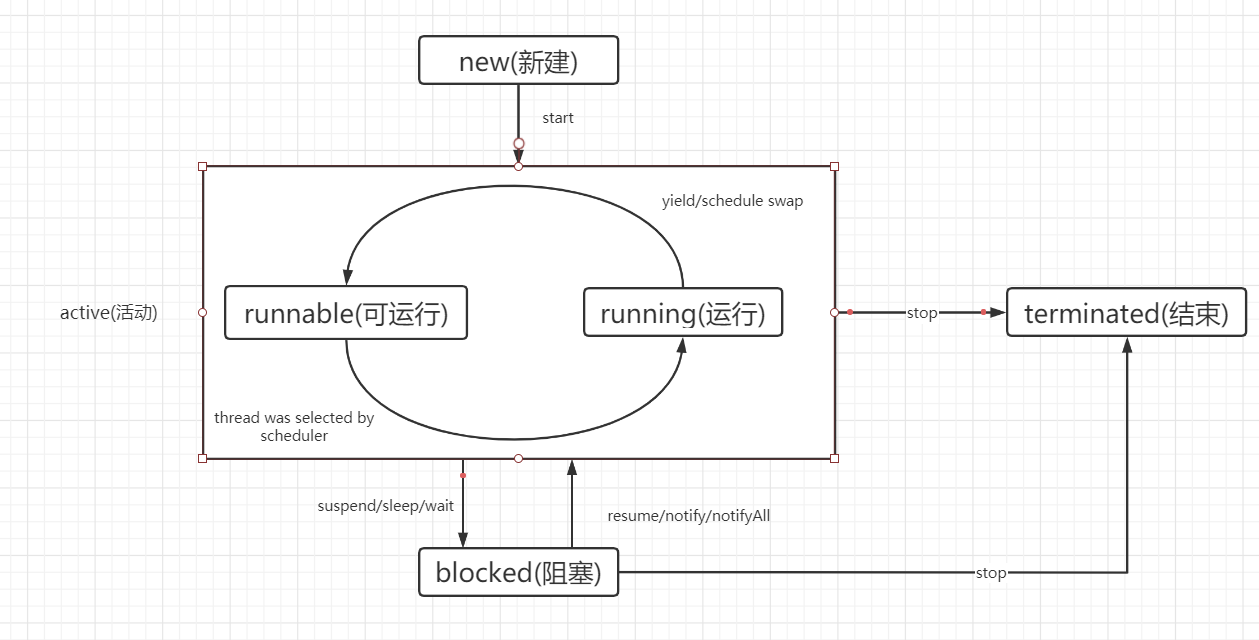 new(新建)
start
yield/schedule swap
active(活动)
runnable(可运行)
running(运行)
stop
terminated(结束)
thread was selected by
scheduler
suspend/sleep/wait
resume/notify/notifyAll
blocked(阻塞)
stop